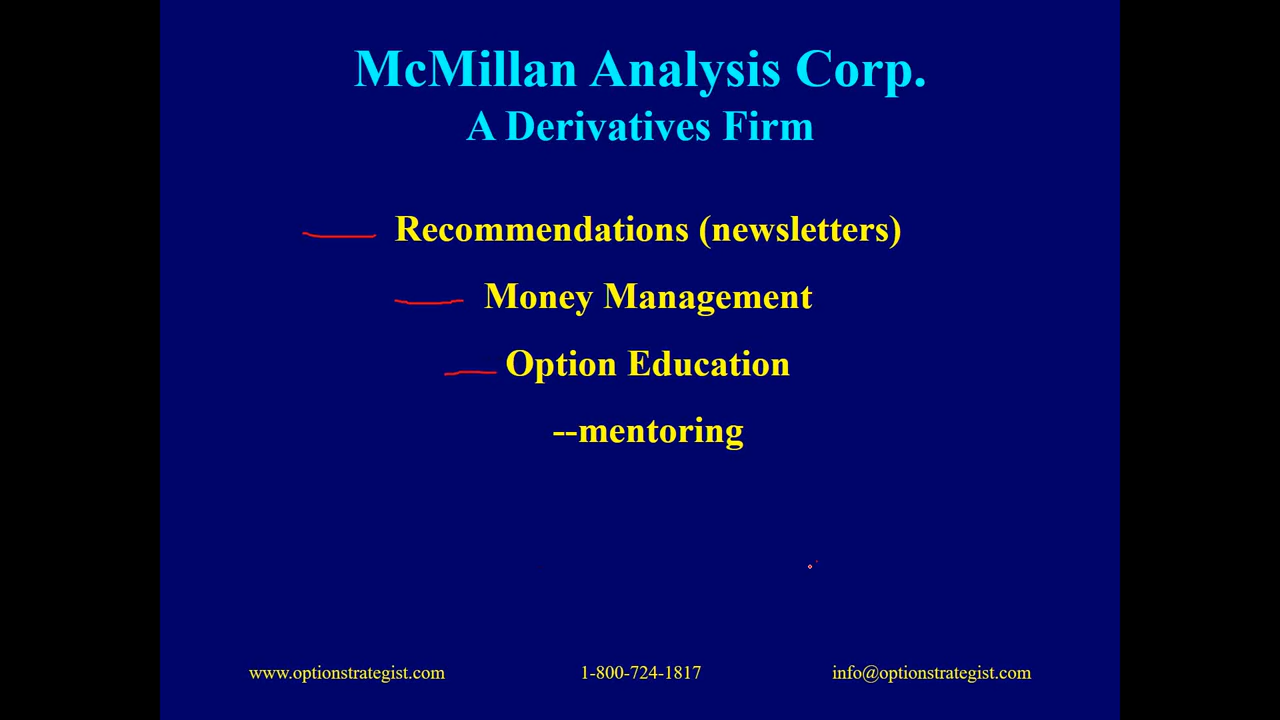 McMillan Analysis Corp.
A Derivatives Firm
Recommendations (newsletters)
Money Management
Option Education
--mentoring
www.optionstrategist.com 1-800-724-1817 info@optionstrategist.com